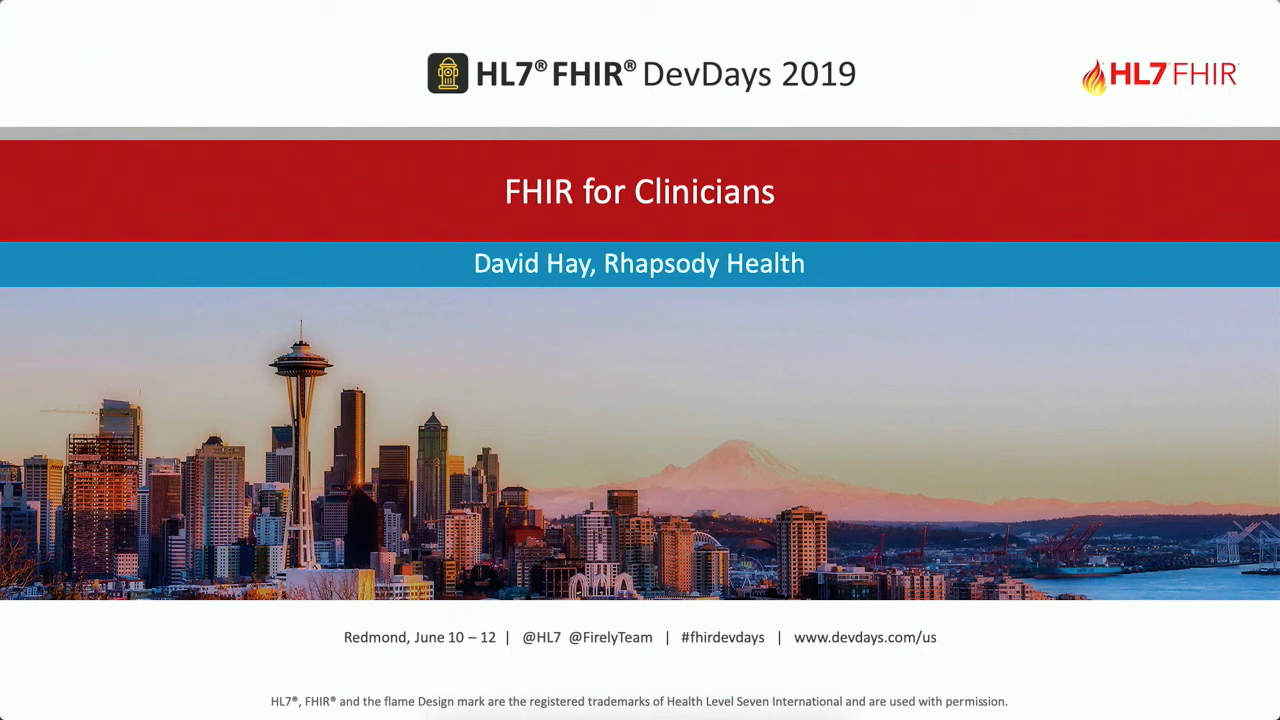 HL7® FHIR® DevDays 2019
HL7 FHIR®
FHIR for Clinicians
David Hay, Rhapsody Health
Redmond, June 10 – 12 | @HL7 @FirelyTeam | #fhirdevdays | www.devdays.com/us
HL7®, FHIR® and the flame Design mark are the registered trademarks of Health Level Seven International and are used with permission.